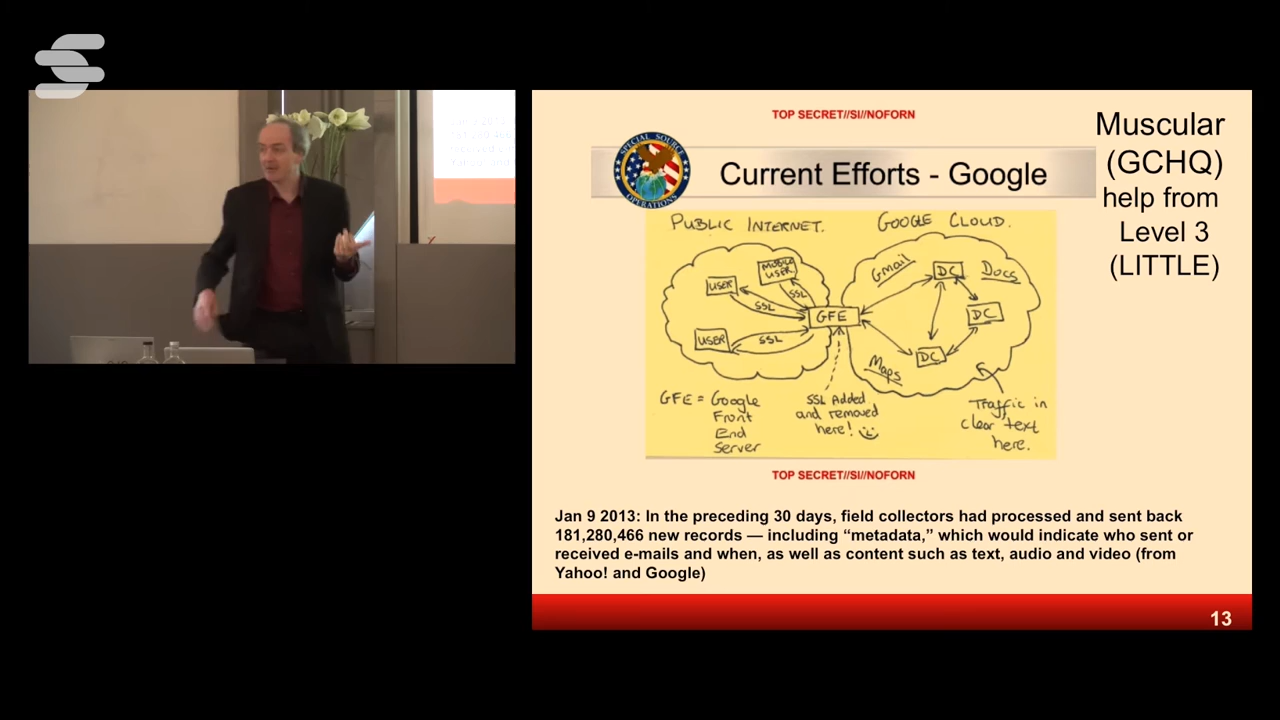 TOP SECRET//SI//NOFORN
Muscular
(GCHQ)
help from
Level 3
(LITTLE)
SPECIAL SOURCE
OPERATIONS
Current Efforts - Google
PUBLIC INTERNET.
GOOGLE CLOUD.
MOBILE
USER
USER
SSL
SSL
USER
SSL
GFE
Gmail
DC
Docs
DC
DC
Maps
GFE = Google
Front
End
Server
SSL Added
and removed
here!
Traffic in
clear text
here.
TOP SECRET//SI//NOFORN
Jan 9 2013: In the preceding 30 days, field collectors had processed and sent back
181,280,466 new records — including “metadata,” which would indicate who sent or
received e-mails and when, as well as content such as text, audio and video (from
Yahoo! and Google)
13